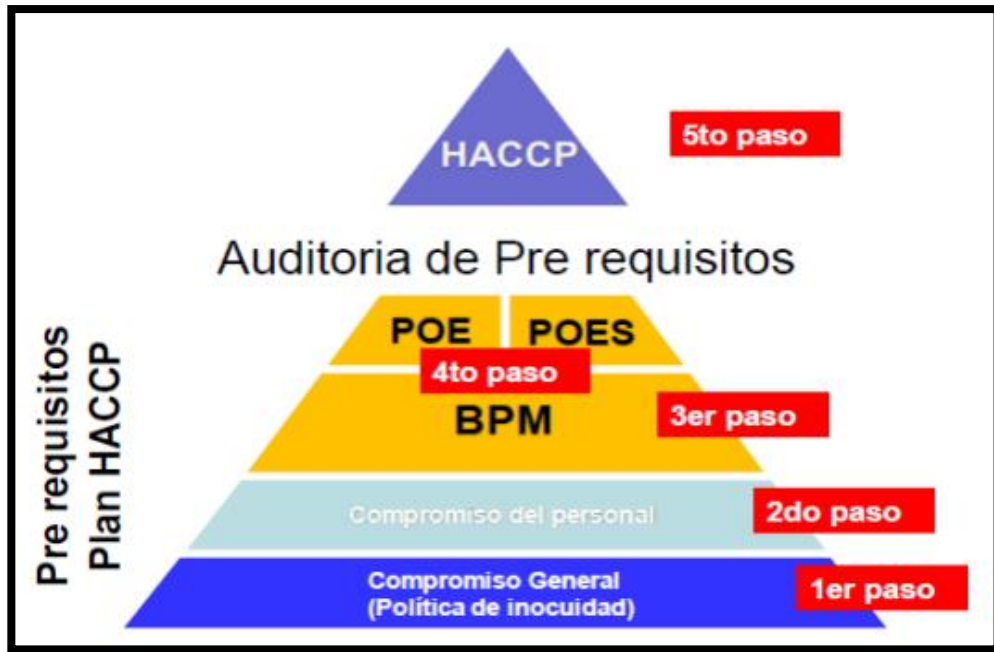 HACCP
5to paso
Auditoria de Pre requisitos
Pre requisitos
Plan HACCP
POE
POES
4to paso
BPM
3er paso
Compromiso del personal
2do paso
Compromiso General
(Política de inocuidad)
1er paso